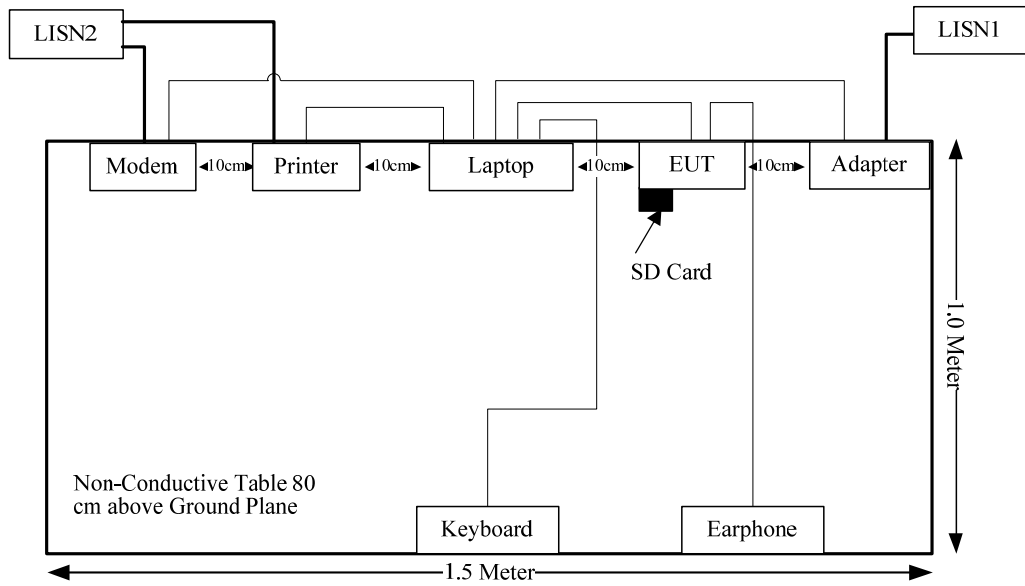 LISN2
LISN1
Modem
10cm
Printer
10cm
Laptop
10cm
EUT
10cm
Adapter
SD Card
1.0 Meter
Non-Conductive Table 80
cm above Ground Plane
Keyboard
Earphone
1.5 Meter